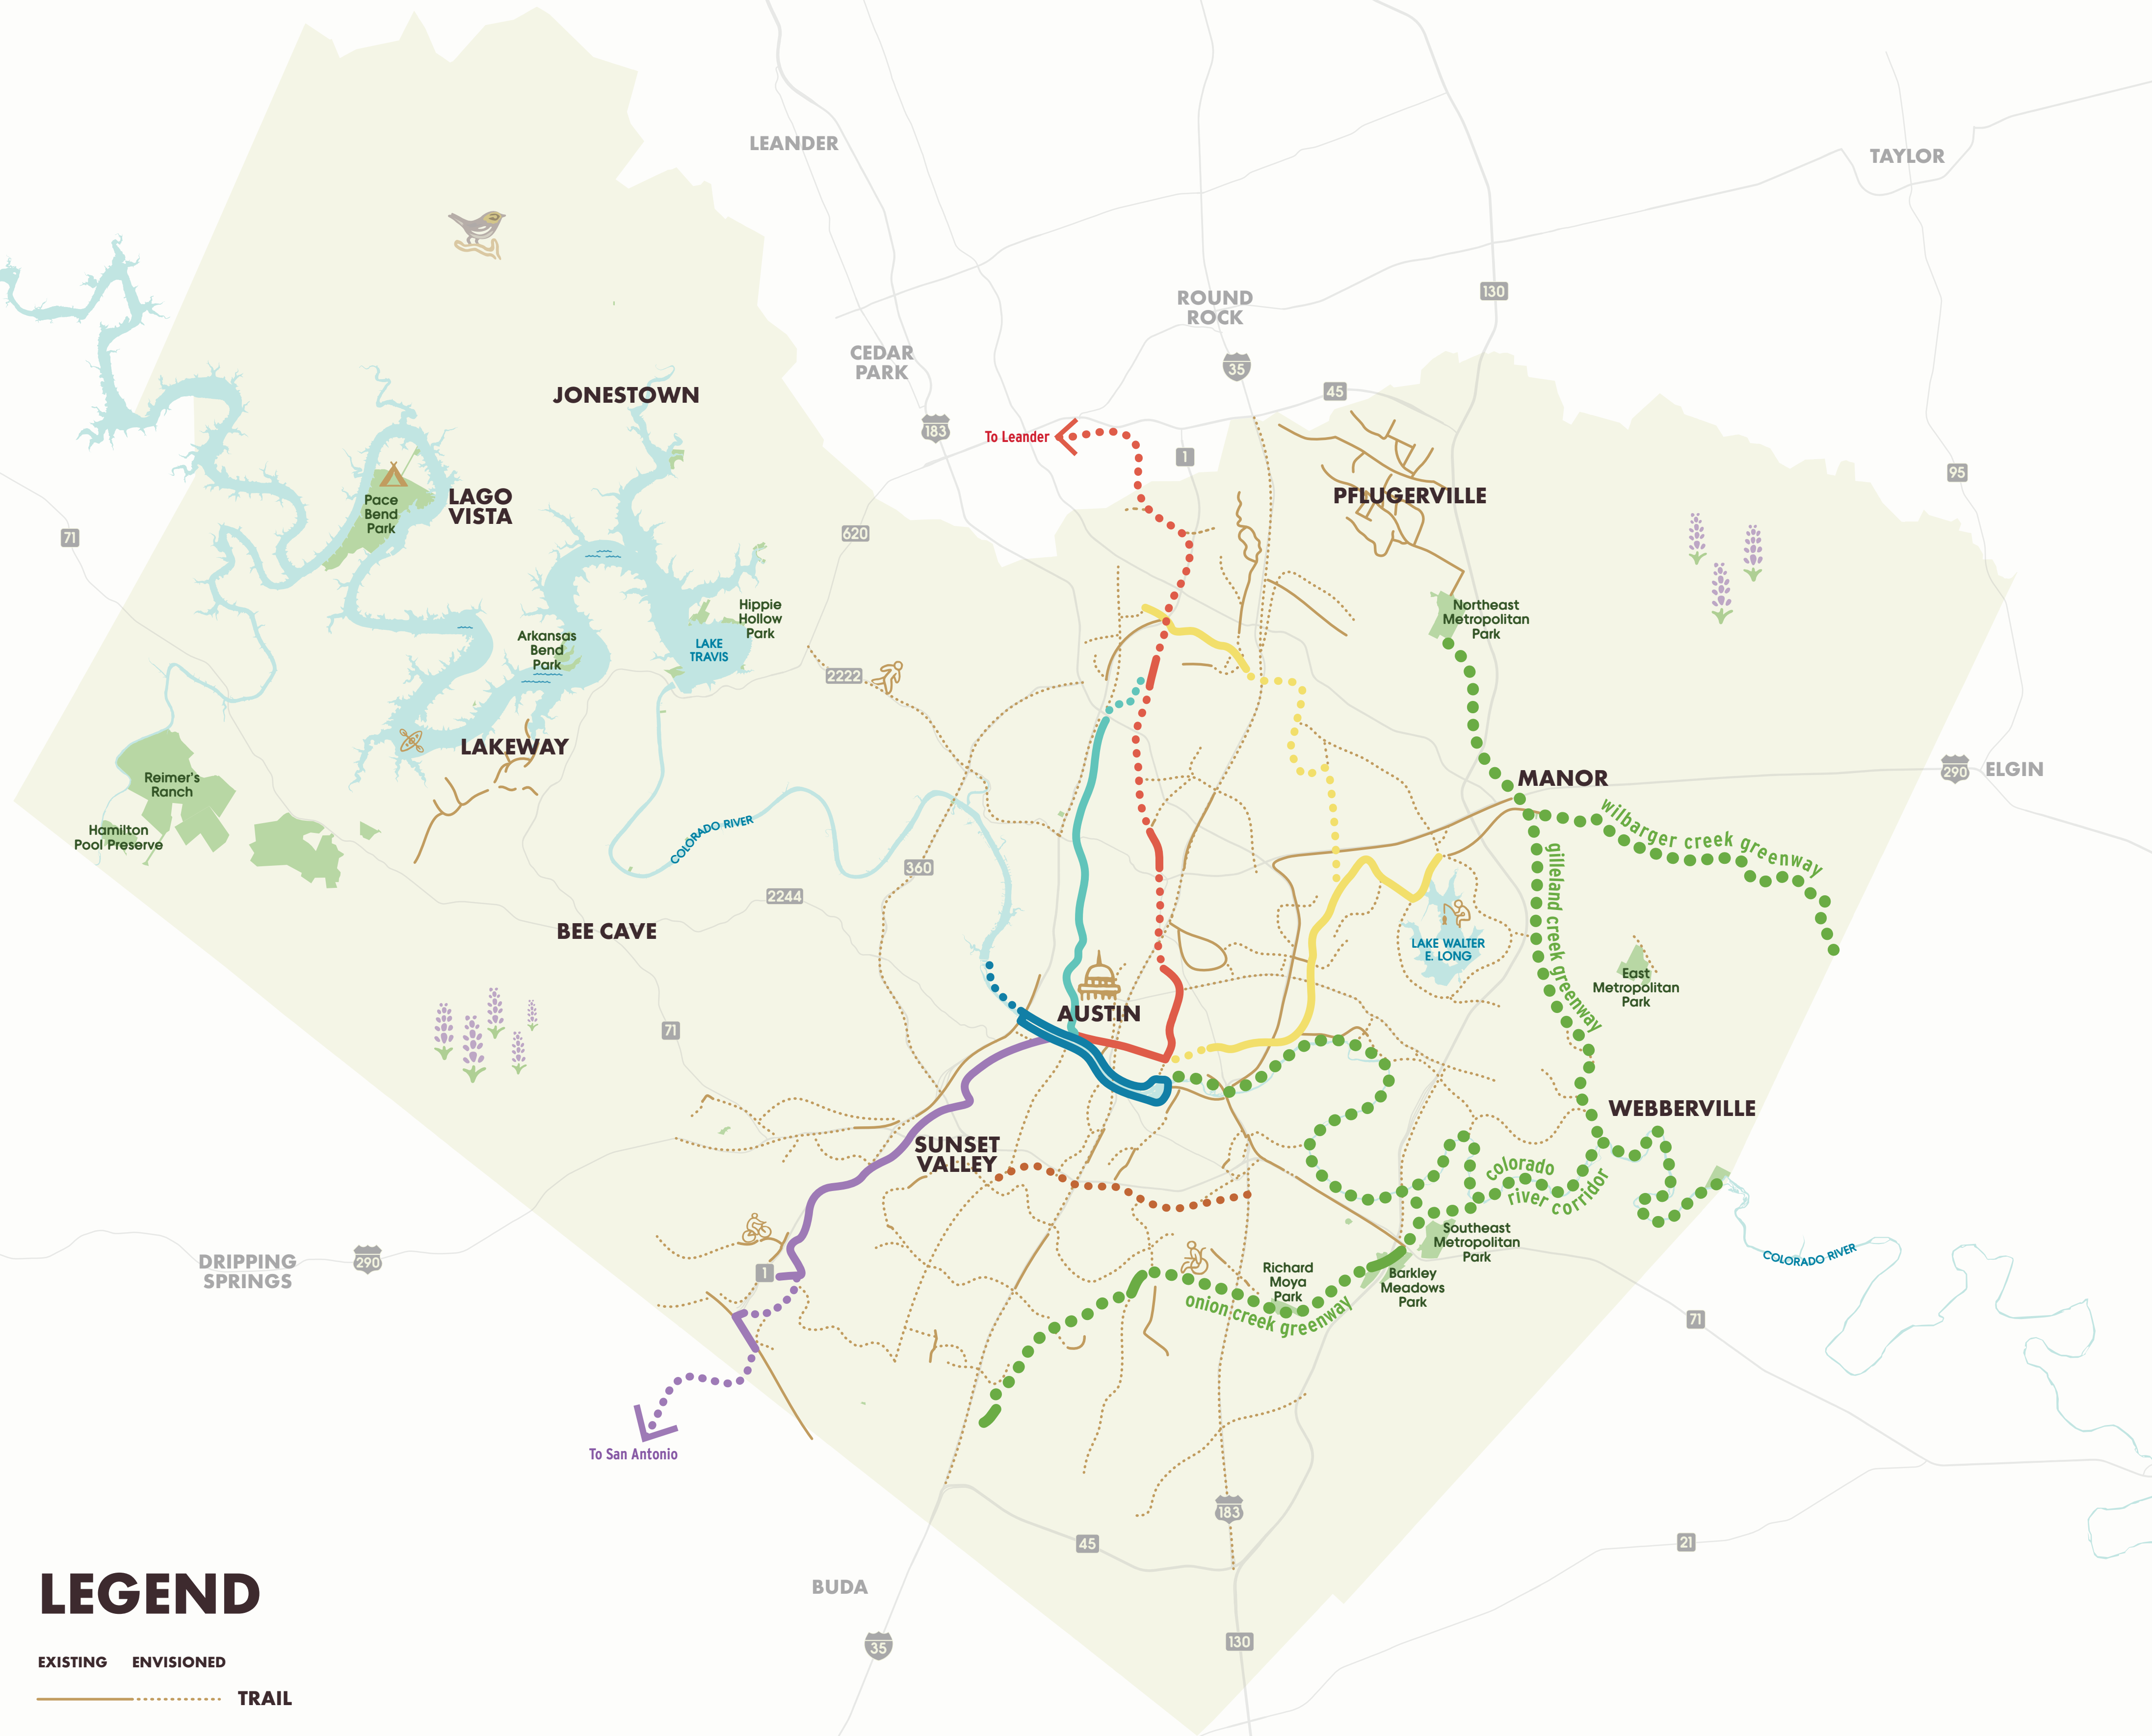 LEANDER
TAYLOR
ROUND
ROCK
130
CEDAR
PARK
35
45
JONESTOWN
183
To Leander
1
95
LAGO
VISTA
Pace
Bend
Park
PFLUGERVILLE
71
620
Hippie
Hollow
Park
Northeast
Metropolitan
Park
Arkansas
Bend
Park
LAKE
TRAVIS
2222
LAKEWAY
MANOR
290
ELGIN
Reimer's
Ranch
Hamilton
Pool Preserve
COLORADO RIVER
wilbarger creek greenway
360
2244
gilleland creek greenway
BEE CAVE
LAKE WALTER
E. LONG
East
Metropolitan
Park
AUSTIN
71
WEBBERVILLE
SUNSET
VALLEY
colorado
river corridor
Southeast
Metropolitan
Park
COLORADO RIVER
DRIPPING
SPRINGS
290
1
Richard
Moya
Park
Barkley
Meadows
Park
onion creek greenway
71
To San Antonio
183
45
21
BUDA
35
130
LEGEND
EXISTING ENVISIONED
TRAIL